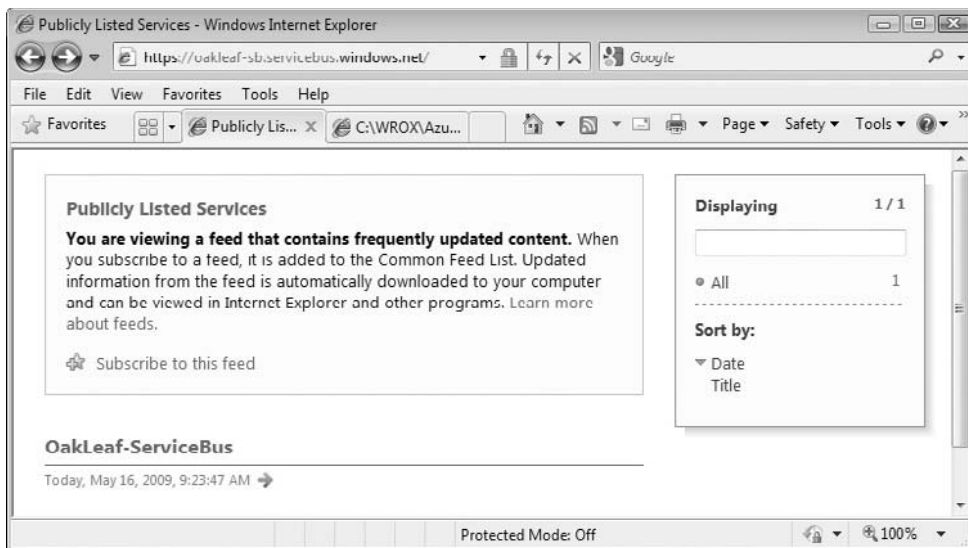 Publicly Listed Services - Windows Internet Explorer
https://oakleaf-sb.servicebus.windows.net/
Google
File Edit View Favorites Tools Help
Favorites
Publicly Lis...
C:\WROX\Azu...
Page
Safety
Tools
Publicly Listed Services
You are viewing a feed that contains frequently updated content. When
you subscribe to a feed, it is added to the Common Feed List. Updated
information from the feed is automatically downloaded to your computer
and can be viewed in Internet Explorer and other programs. Learn more
about feeds.
Subscribe to this feed
Displaying 1 / 1
All 1
Sort by:
Date
Title
OakLeaf-ServiceBus
Today, May 16, 2009, 9:23:47 AM
Protected Mode: Off
100%